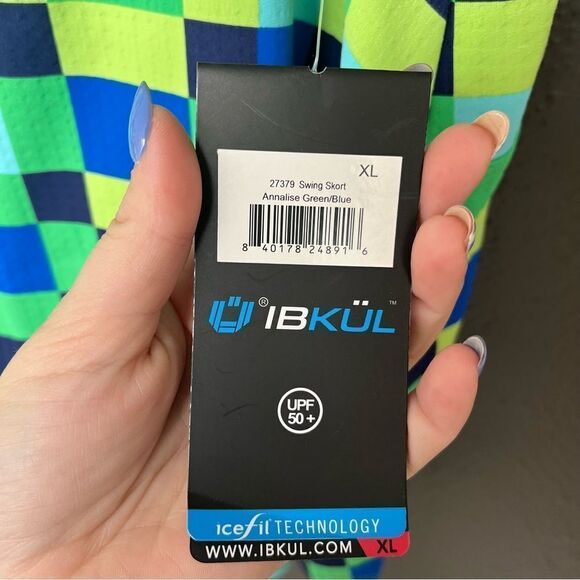 XL
27379 Swing Skort
Annalise Green/Blue
8 40178 24891 6
® IBKÜL ™
UPF
50+
icefil TECHNOLOGY
WWW.IBKUL.COM XL